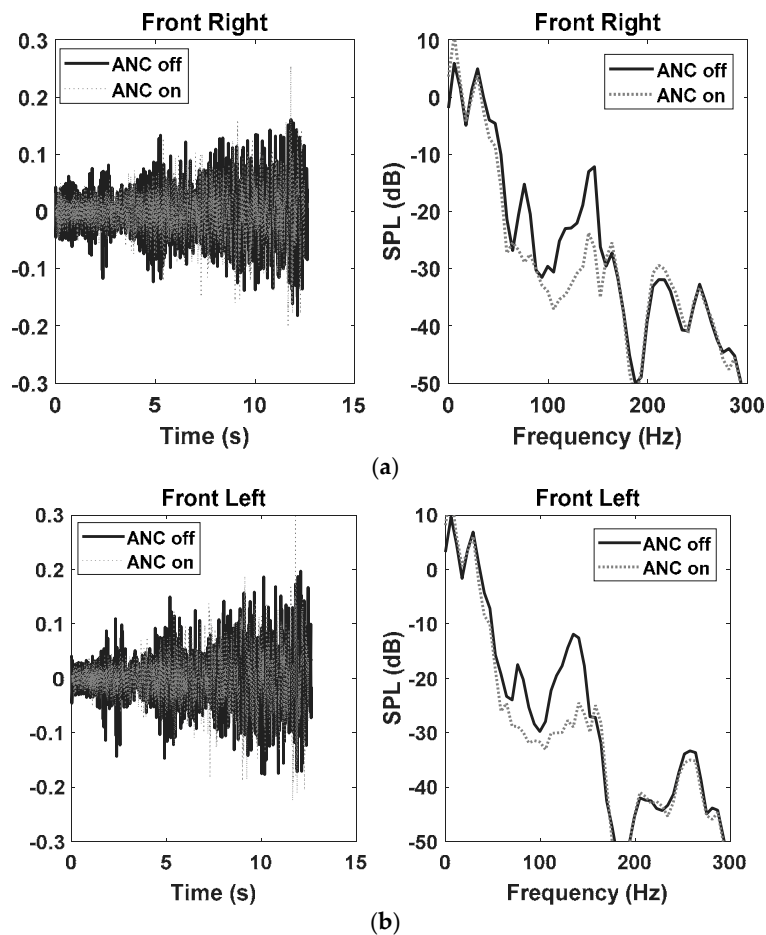 Front Right
0.3
0.2
0.1
0
-0.1
-0.2
-0.3
ANC off
ANC on
0
5
10
15
Time (s)
Front Right
SPL (dB)
10
0
-10
-20
-30
-40
-50
ANC off
ANC on
0
100
200
300
Frequency (Hz)
(a)
Front Left
0.3
0.2
0.1
0
-0.1
-0.2
-0.3
ANC off
ANC on
0
5
10
15
Time (s)
Front Left
SPL (dB)
10
0
-10
-20
-30
-40
-50
ANC off
ANC on
0
100
200
300
Frequency (Hz)
(b)